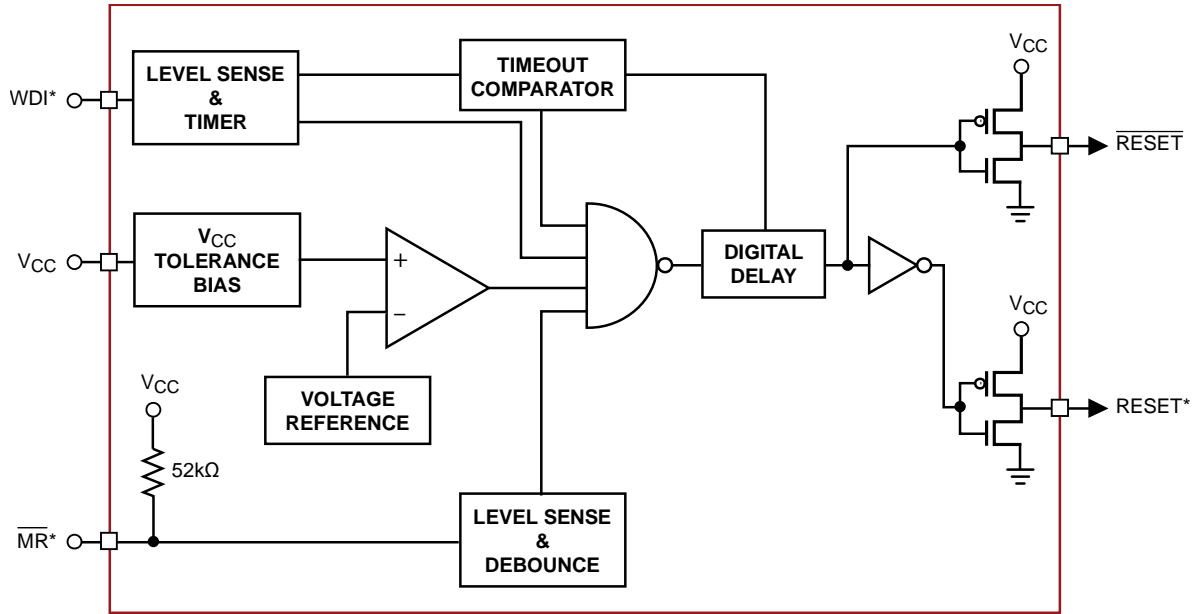 WDI*
LEVEL SENSE
&
TIMER
TIMEOUT
COMPARATOR
VCC
RESET
VCC
VCC
TOLERANCE
BIAS
+
−
VOLTAGE
REFERENCE
DIGITAL
DELAY
VCC
RESET*
VCC
52kΩ
MR*
LEVEL SENSE
&
DEBOUNCE